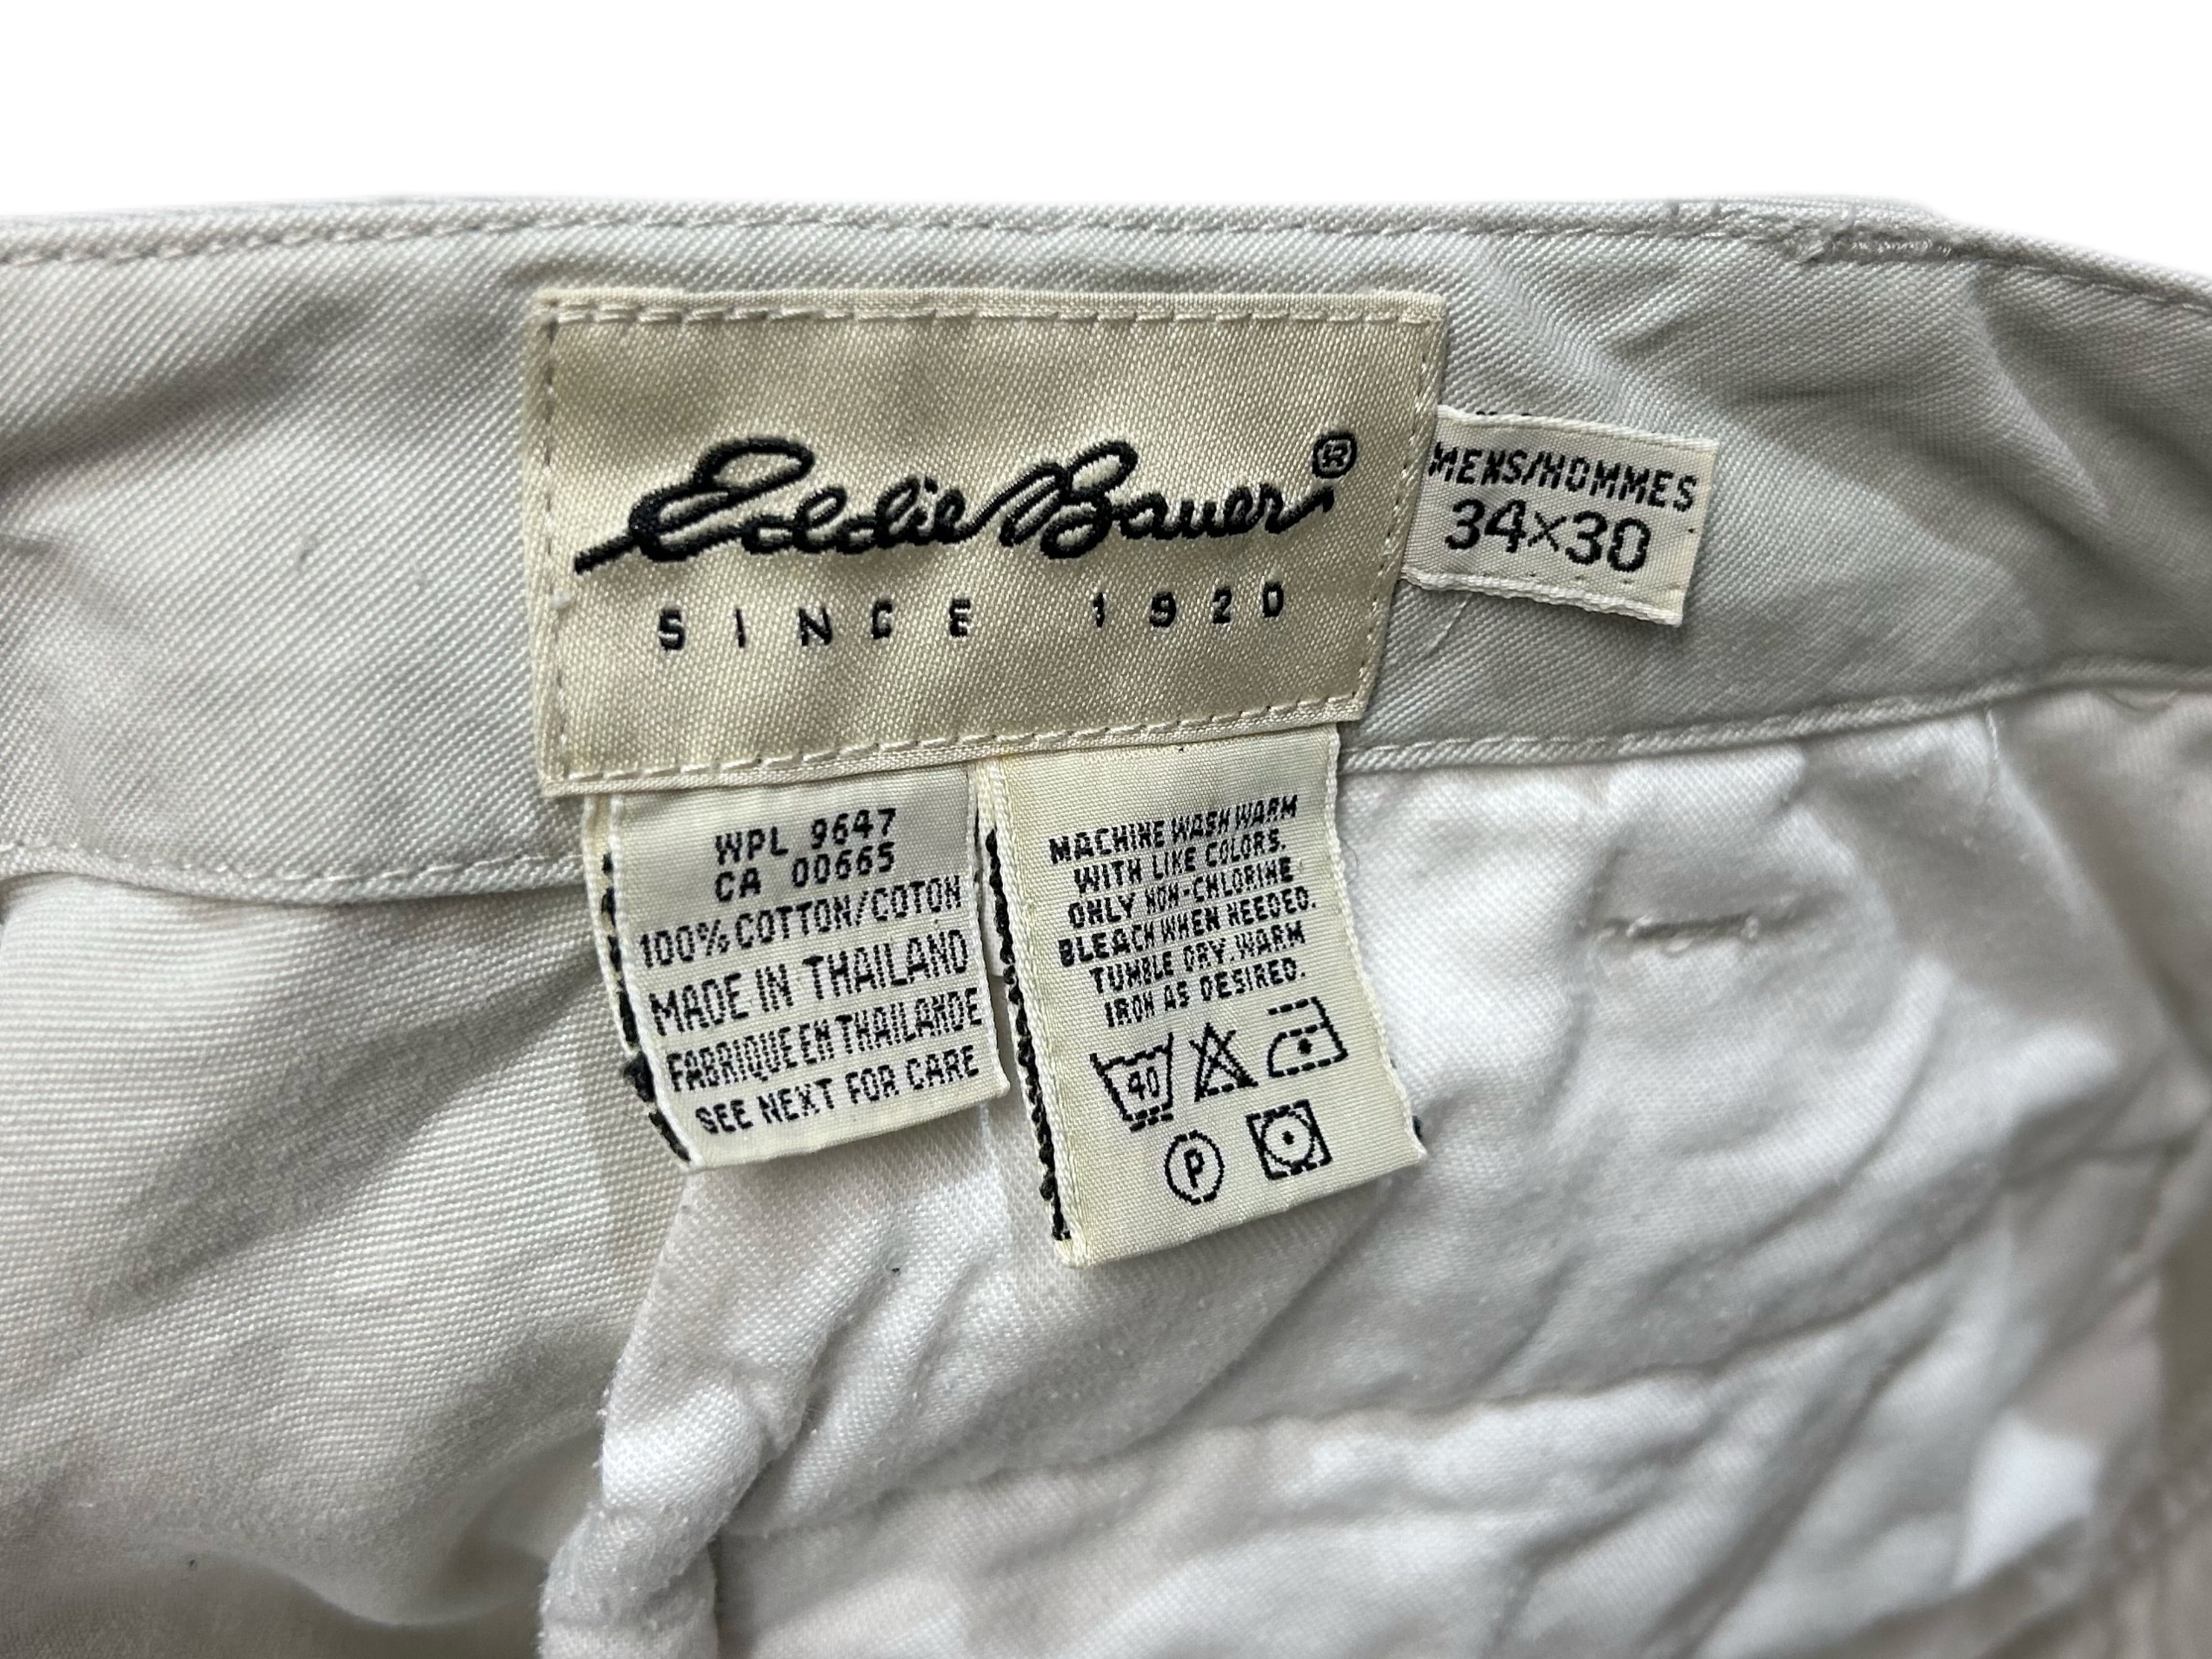 Eddie Bauer®
SINCE 1920
MENS/HOMMES
34×30
WPL 9647
CA 00665
100% COTTON/COTON
MADE IN THAILAND
FABRIQUE EN THAILANDE
SEE NEXT FOR CARE
MACHINE WASH WARM
WITH LIKE COLORS.
ONLY NON-CHLORINE
BLEACH WHEN NEEDED.
TUMBLE DRY. WARM
IRON AS DESIRED.
40
P